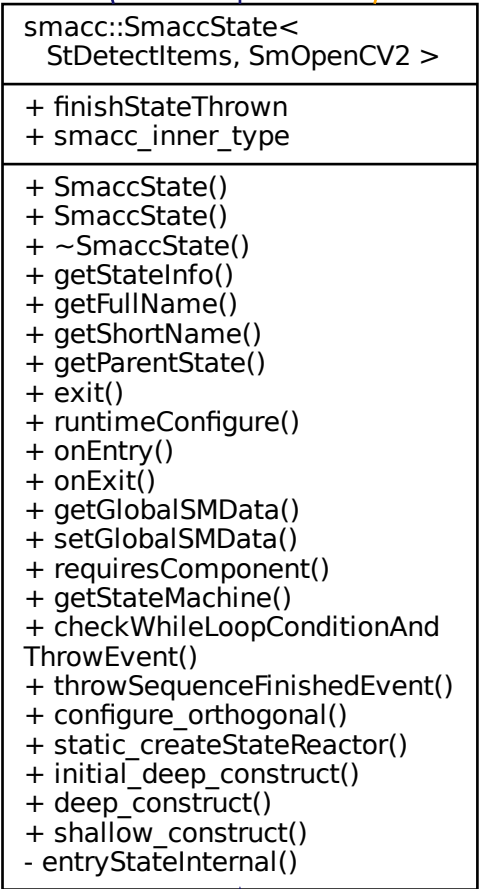 smacc::SmaccState<
StDetectItems, SmOpenCV2 >
+ finishStateThrown
+ smacc_inner_type
+ SmaccState()
+ SmaccState()
+ ~SmaccState()
+ getStateInfo()
+ getFullName()
+ getShortName()
+ getParentState()
+ exit()
+ runtimeConfigure()
+ onEntry()
+ onExit()
+ getGlobalSMData()
+ setGlobalSMData()
+ requiresComponent()
+ getStateMachine()
+ checkWhileLoopConditionAnd
ThrowEvent()
+ throwSequenceFinishedEvent()
+ configure_orthogonal()
+ static_createStateReactor()
+ initial_deep_construct()
+ deep_construct()
+ shallow_construct()
- entryStateInternal()